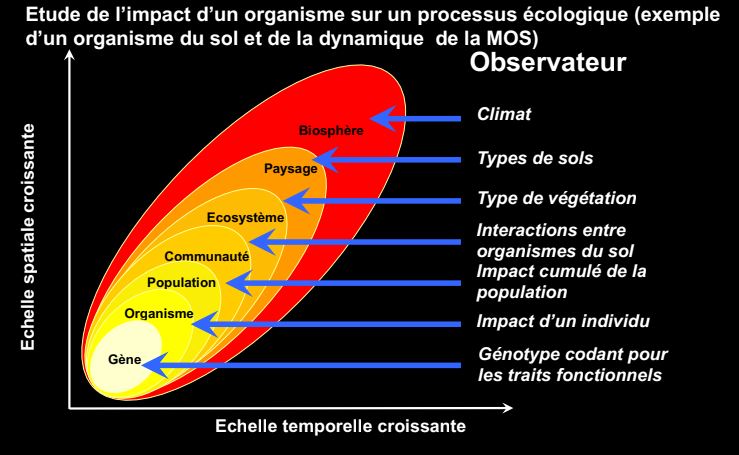 Etude de l'impact d'un organisme sur un processus écologique (exemple
d'un organisme du sol et de la dynamique de la MOS)
Observateur
Climat
Biosphère
Types de sols
Paysage
Type de végétation
Ecosystème
Interactions entre
organismes du sol
Communauté
Impact cumulé de la
population
Population
Impact d'un individu
Organisme
Génotype codant pour
les traits fonctionnels
Gène
Echelle spatiale croissante
Echelle temporelle croissante